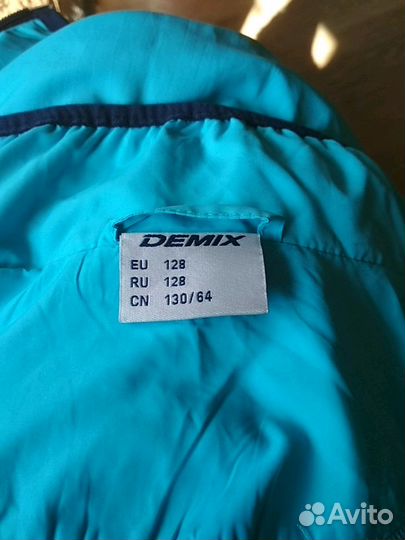 DEMIX
EU 128
RU 128
CN 130/64
Avito